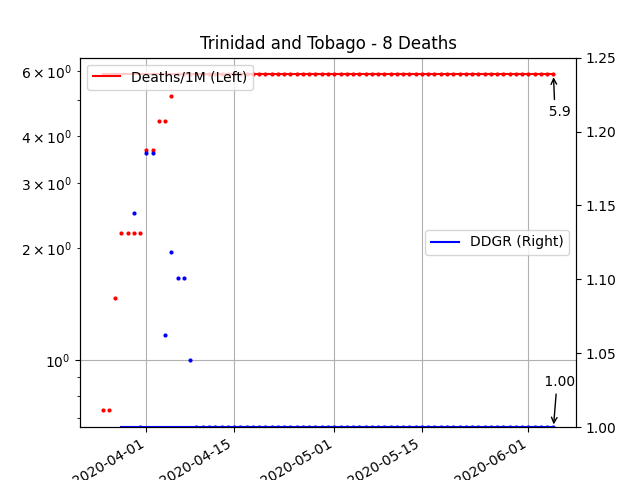 Trinidad and Tobago - 8 Deaths
Deaths/1M (Left)
DDGR (Right)
5.9
1.00
6 × 10⁰
4 × 10⁰
3 × 10⁰
2 × 10⁰
10⁰
1.25
1.20
1.15
1.10
1.05
1.00
2020-04-01
2020-04-15
2020-05-01
2020-05-15
2020-06-01